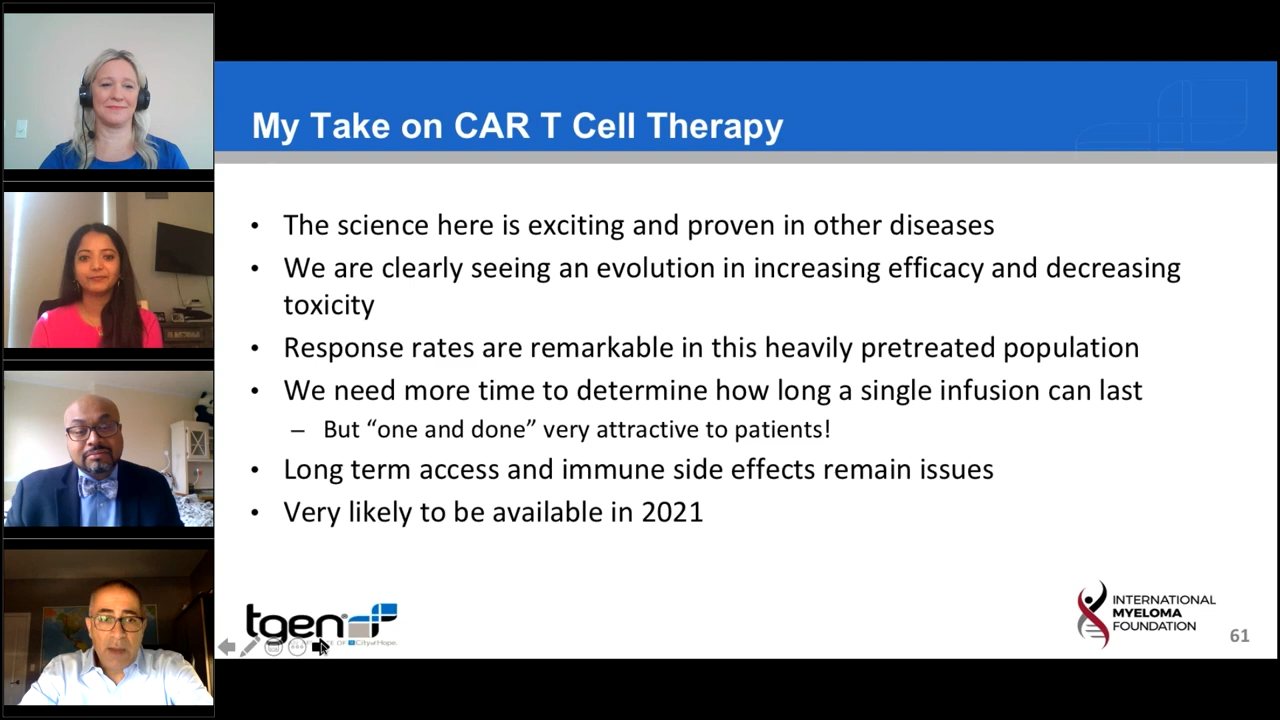 My Take on CAR T Cell Therapy
• The science here is exciting and proven in other diseases
• We are clearly seeing an evolution in increasing efficacy and decreasing
toxicity
• Response rates are remarkable in this heavily pretreated population
• We need more time to determine how long a single infusion can last
– But “one and done” very attractive to patients!
• Long term access and immune side effects remain issues
• Very likely to be available in 2021
tgen®
OF City of Hope.
INTERNATIONAL
MYELOMA
FOUNDATION
61